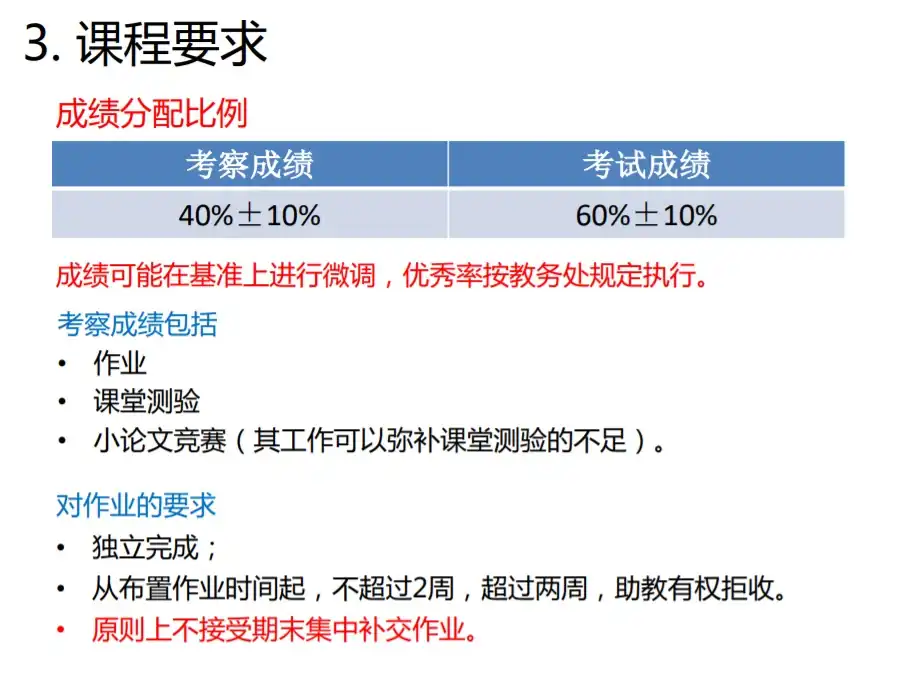 3. 课程要求
成绩分配比例
考察成绩 考试成绩
40%±10% 60%±10%
成绩可能在基准上进行微调，优秀率按教务处规定执行。
考察成绩包括
• 作业
• 课堂测验
• 小论文竞赛（其工作可以弥补课堂测验的不足）。
对作业的要求
• 独立完成；
• 从布置作业时间起，不超过2周，超过两周，助教有权拒收。
• 原则上不接受期末集中补交作业。